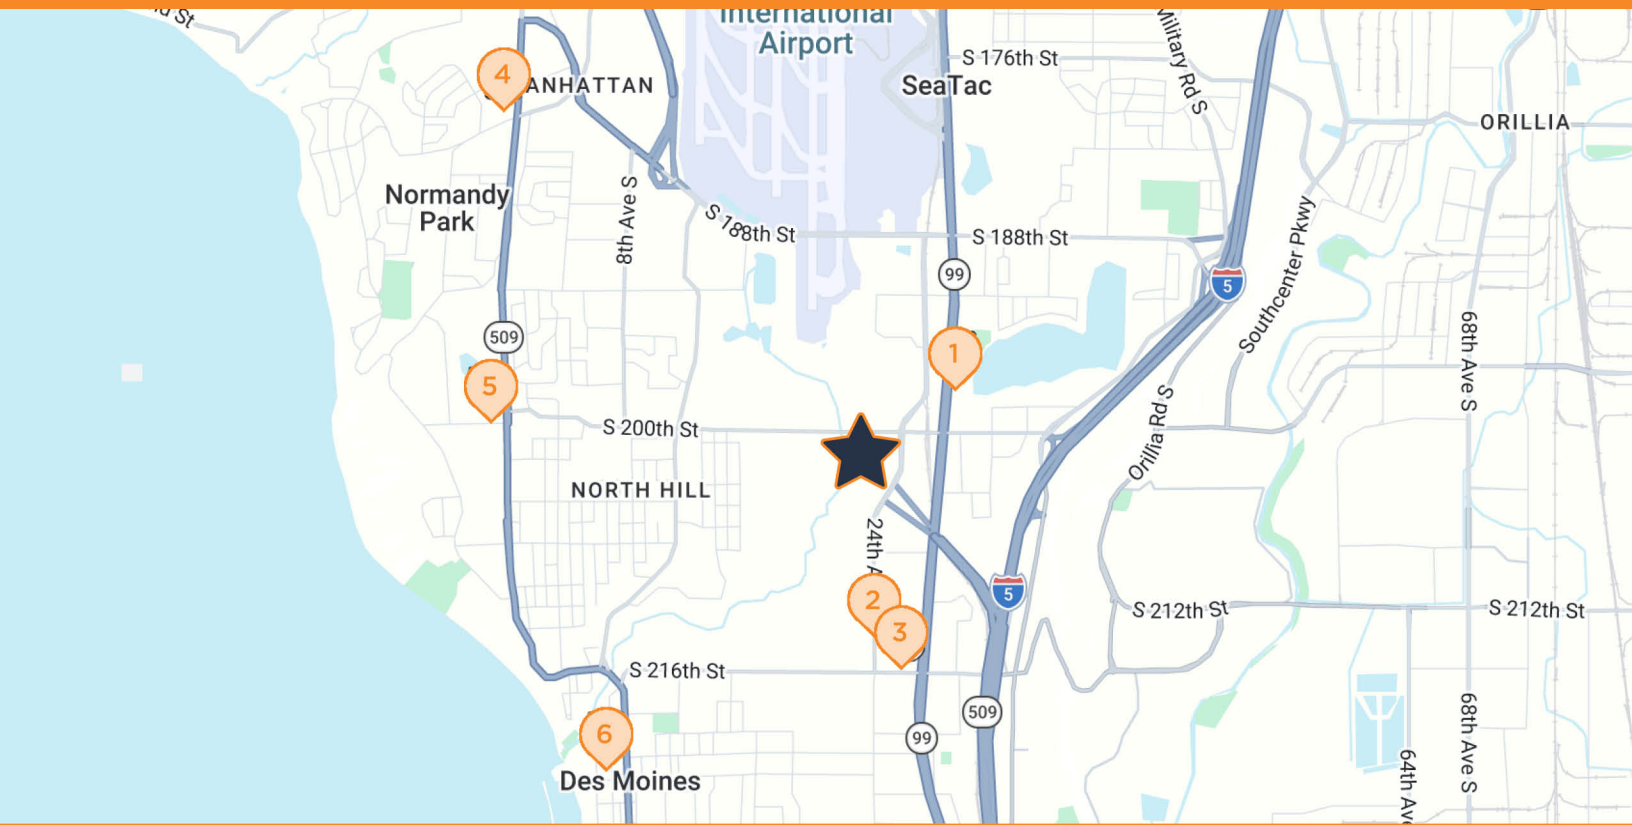 International
Airport
S 176th St
SeaTac
Military Rd S
4
ANHATTAN
ORILLIA
Normandy
Park
8th Ave S
S 188th St
S 188th St
99
5
Southcenter Pkwy
509
1
68th Ave S
5
S 200th St
Orillia Rd S
NORTH HILL
24th A
5
2
3
S 212th St
S 212th St
S 216th St
509
99
6
Des Moines
68th Ave S
64th Ave